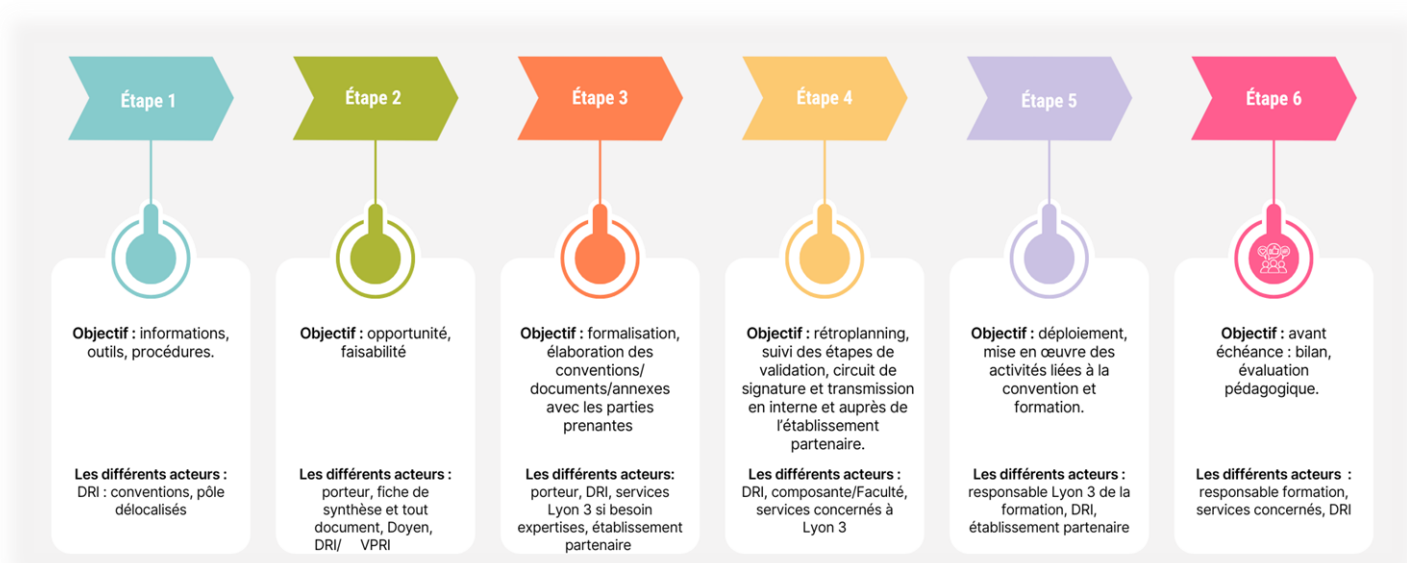 Étape 1
Étape 2
Étape 3
Étape 4
Étape 5
Étape 6
Objectif : informations,
outils, procédures.
Les différents acteurs :
DRI : conventions, pôle
délocalisés
Objectif : opportunité,
faisabilité
Les différents acteurs :
porteur, fiche de
synthèse et tout
document, Doyen,
DRI/ VPRI
Objectif : formalisation,
élaboration des
conventions/
documents/annexes
avec les parties
prenantes
Les différents acteurs:
porteur, DRI, services
Lyon 3 si besoin
expertises, établissement
partenaire
Objectif : rétroplanning,
suivi des étapes de
validation, circuit de
signature et transmission
en interne et auprès de
l’établissement
partenaire.
Les différents acteurs :
DRI, composante/Faculté,
services concernés à
Lyon 3
Objectif : déploiement,
mise en œuvre des
activités liées à la
convention et
formation.
Les différents acteurs :
responsable Lyon 3 de la
formation, DRI,
établissement partenaire
Objectif : avant
échéance : bilan,
évaluation
pédagogique.
Les différents acteurs :
responsable formation,
services concernés, DRI